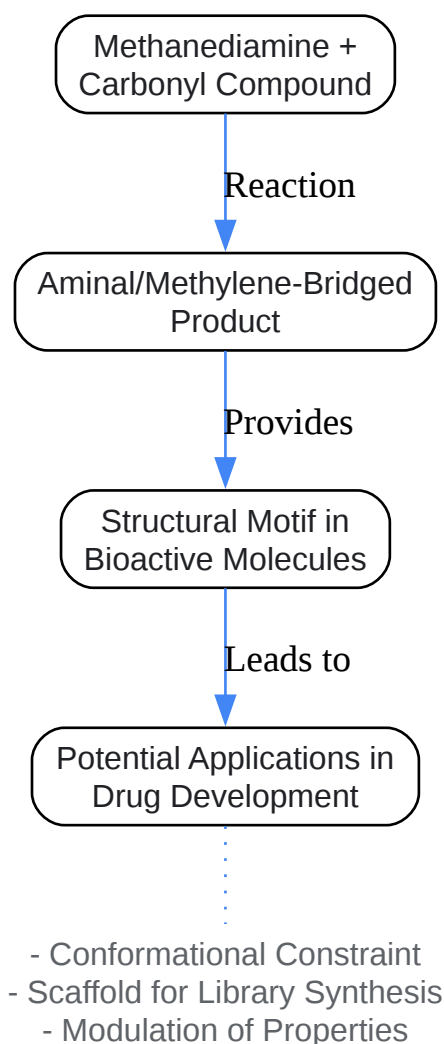 Methanediamine +
Carbonyl Compound
Reaction
Aminal/Methylene-Bridged
Product
Provides
Structural Motif in
Bioactive Molecules
Leads to
Potential Applications in
Drug Development
- Conformational Constraint
- Scaffold for Library Synthesis
- Modulation of Properties